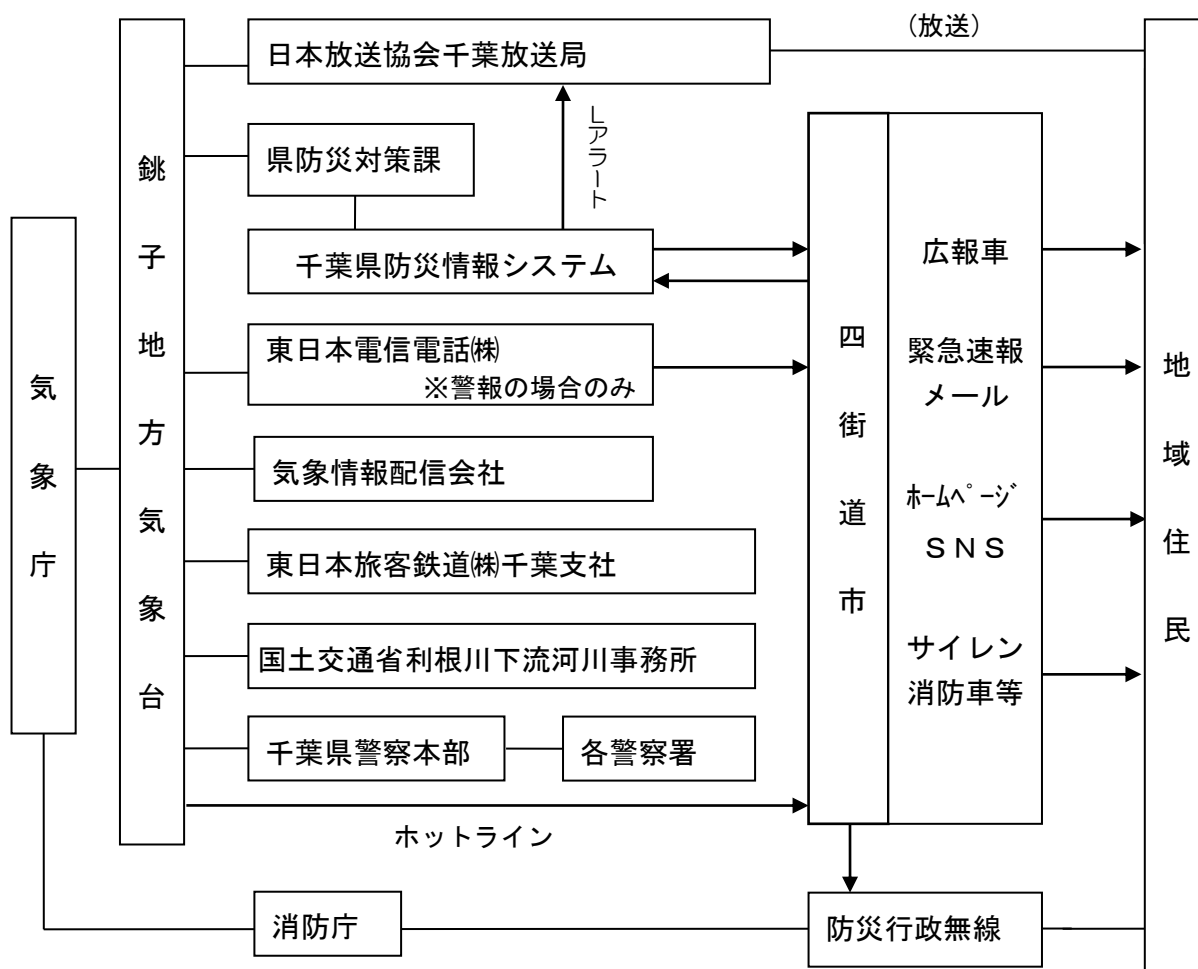 気象庁
銚子地方気象台
日本放送協会千葉放送局
(放送)
Lアラート
県防災対策課
千葉県防災情報システム
東日本電信電話㈱
※警報の場合のみ
気象情報配信会社
東日本旅客鉄道㈱千葉支社
国土交通省利根川下流河川事務所
千葉県警察本部
各警察署
ホットライン
消防庁
四街道市
広報車
緊急速報
メール
ﾎｰﾑﾍﾟｰｼﾞ
ＳＮＳ
サイレン
消防車等
防災行政無線
地域住民